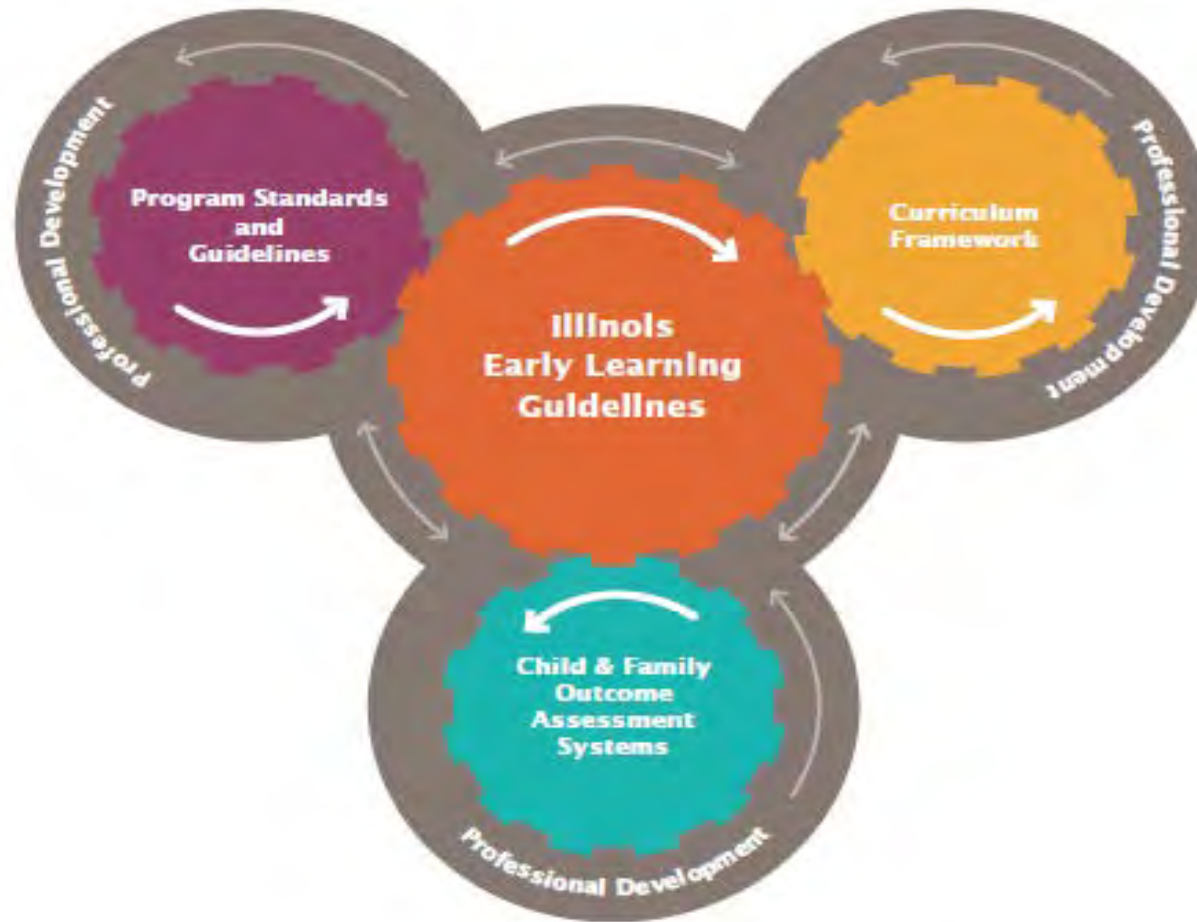 Professional Development
Program Standards
and
Guidelines
Illinois
Early Learning
Guidelines
Curriculum
Framework
Professional Development
Child & Family
Outcome
Assessment
Systems
Professional Development